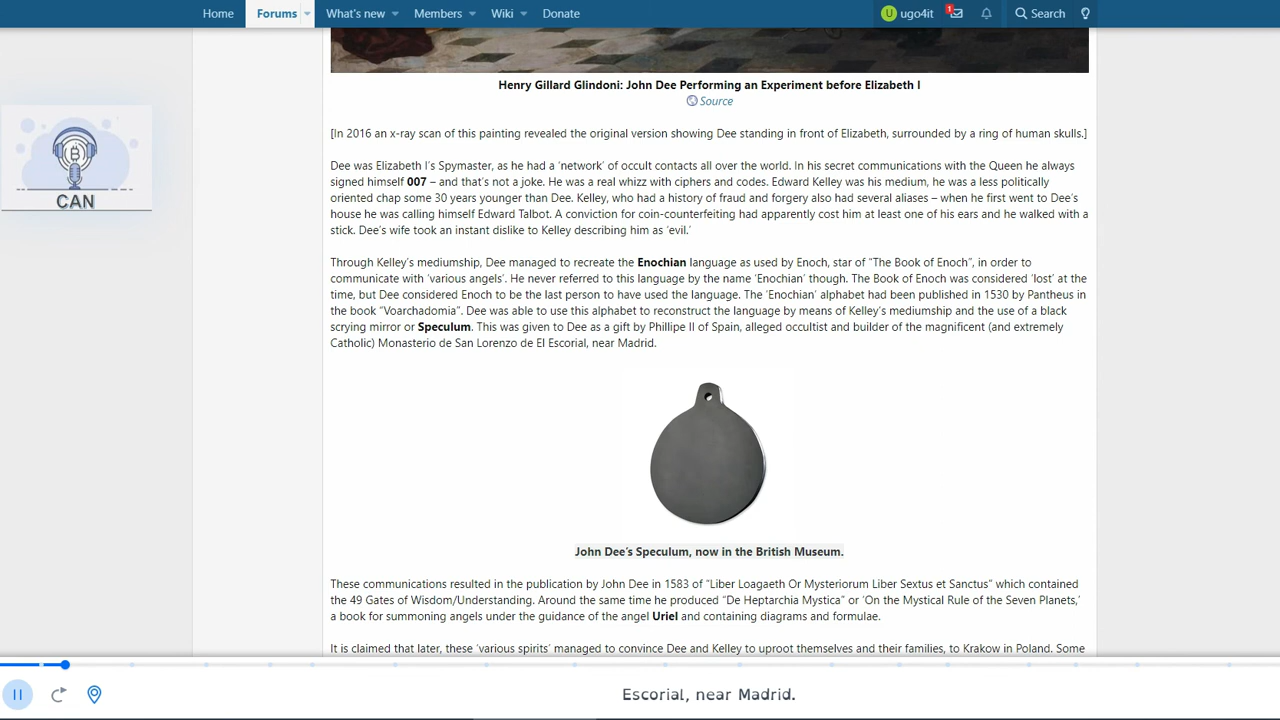 Home Forums What's new Members Wiki Donate U ugo4it 1 Search
Henry Gillard Glindoni: John Dee Performing an Experiment before Elizabeth I
Source
[In 2016 an x-ray scan of this painting revealed the original version showing Dee standing in front of Elizabeth, surrounded by a ring of human skulls.]
Dee was Elizabeth I's Spymaster, as he had a 'network' of occult contacts all over the world. In his secret communications with the Queen he always
signed himself 007 – and that's not a joke. He was a real whizz with ciphers and codes. Edward Kelley was his medium, he was a less politically
oriented chap some 30 years younger than Dee. Kelley, who had a history of fraud and forgery also had several aliases – when he first went to Dee's
house he was calling himself Edward Talbot. A conviction for coin-counterfeiting had apparently cost him at least one of his ears and he walked with a
stick. Dee's wife took an instant dislike to Kelley describing him as 'evil.'
CAN
Through Kelley's mediumship, Dee managed to recreate the Enochian language as used by Enoch, star of "The Book of Enoch", in order to
communicate with 'various angels'. He never referred to this language by the name 'Enochian' though. The Book of Enoch was considered 'lost' at the
time, but Dee considered Enoch to be the last person to have used the language. The 'Enochian' alphabet had been published in 1530 by Pantheus in
the book "Voarchadomia". Dee was able to use this alphabet to reconstruct the language by means of Kelley's mediumship and the use of a black
scrying mirror or Speculum. This was given to Dee as a gift by Phillipe II of Spain, alleged occultist and builder of the magnificent (and extremely
Catholic) Monasterio de San Lorenzo de El Escorial, near Madrid.
John Dee's Speculum, now in the British Museum.
These communications resulted in the publication by John Dee in 1583 of "Liber Loagaeth Or Mysteriorum Liber Sextus et Sanctus" which contained
the 49 Gates of Wisdom/Understanding. Around the same time he produced "De Heptarchia Mystica" or 'On the Mystical Rule of the Seven Planets,'
a book for summoning angels under the guidance of the angel Uriel and containing diagrams and formulae.
It is claimed that later, these 'various spirits' managed to convince Dee and Kelley to uproot themselves and their families, to Krakow in Poland. Some
Escorial, near Madrid.